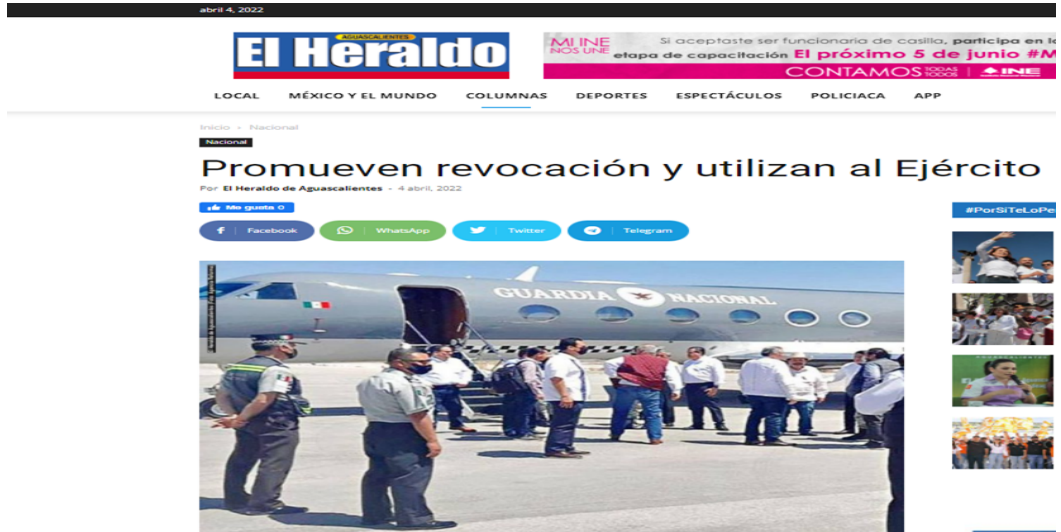 abril 4, 2022
AGUASCALIENTES
El Heraldo
MI INE
NOS UNE
Si aceptaste ser funcionaria de casilla, participa en la
etapa de capacitación El próximo 5 de junio #M
CONTAMOS TODAS TODOS INE
LOCAL MÉXICO Y EL MUNDO COLUMNAS DEPORTES ESPECTÁCULOS POLICIACA APP
Inicio › Nacional
Nacional
Promueven revocación y utilizan al Ejército
Por El Heraldo de Aguascalientes - 4 abril, 2022
Me gusta 0
#PorSiTeLoPe
Facebook WhatsApp Twitter Telegram
GUARDIA NACIONAL